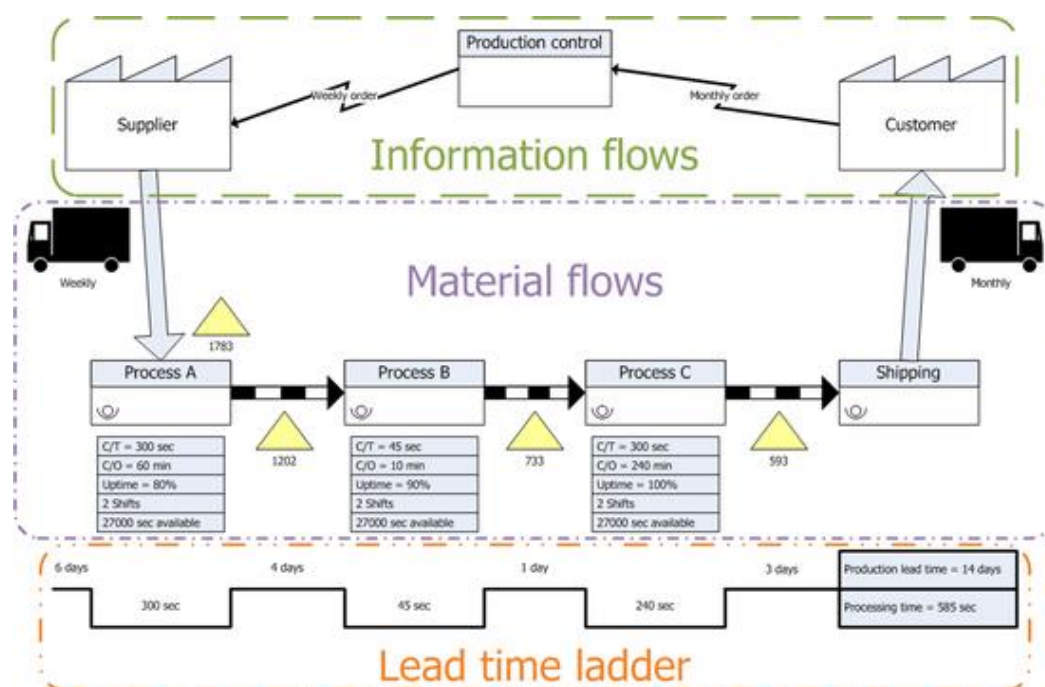 Production control
Supplier
Weekly order
Monthly order
Customer
Information flows
Weekly
Material flows
Monthly
1783
Process A
Process B
Process C
Shipping
1202
733
593
C/T = 300 sec
C/O = 60 min
Uptime = 80%
2 Shifts
27000 sec available
C/T = 45 sec
C/O = 10 min
Uptime = 90%
2 Shifts
27000 sec available
C/T = 300 sec
C/O = 240 min
Uptime = 100%
2 Shifts
27000 sec available
6 days
4 days
1 day
3 days
Production lead time = 14 days
300 sec
45 sec
240 sec
Processing time = 585 sec
Lead time ladder